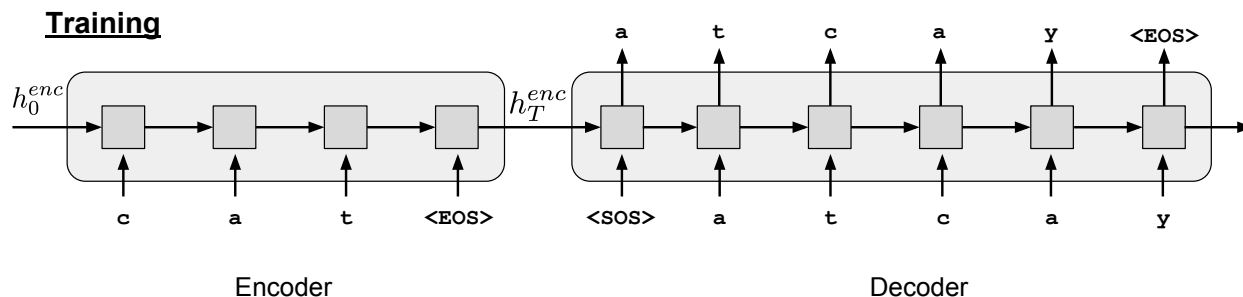 Training
a t c a y <EOS>
h_0^{enc} h_T^{enc}
c a t <EOS> <SOS> a t c a y
Encoder Decoder